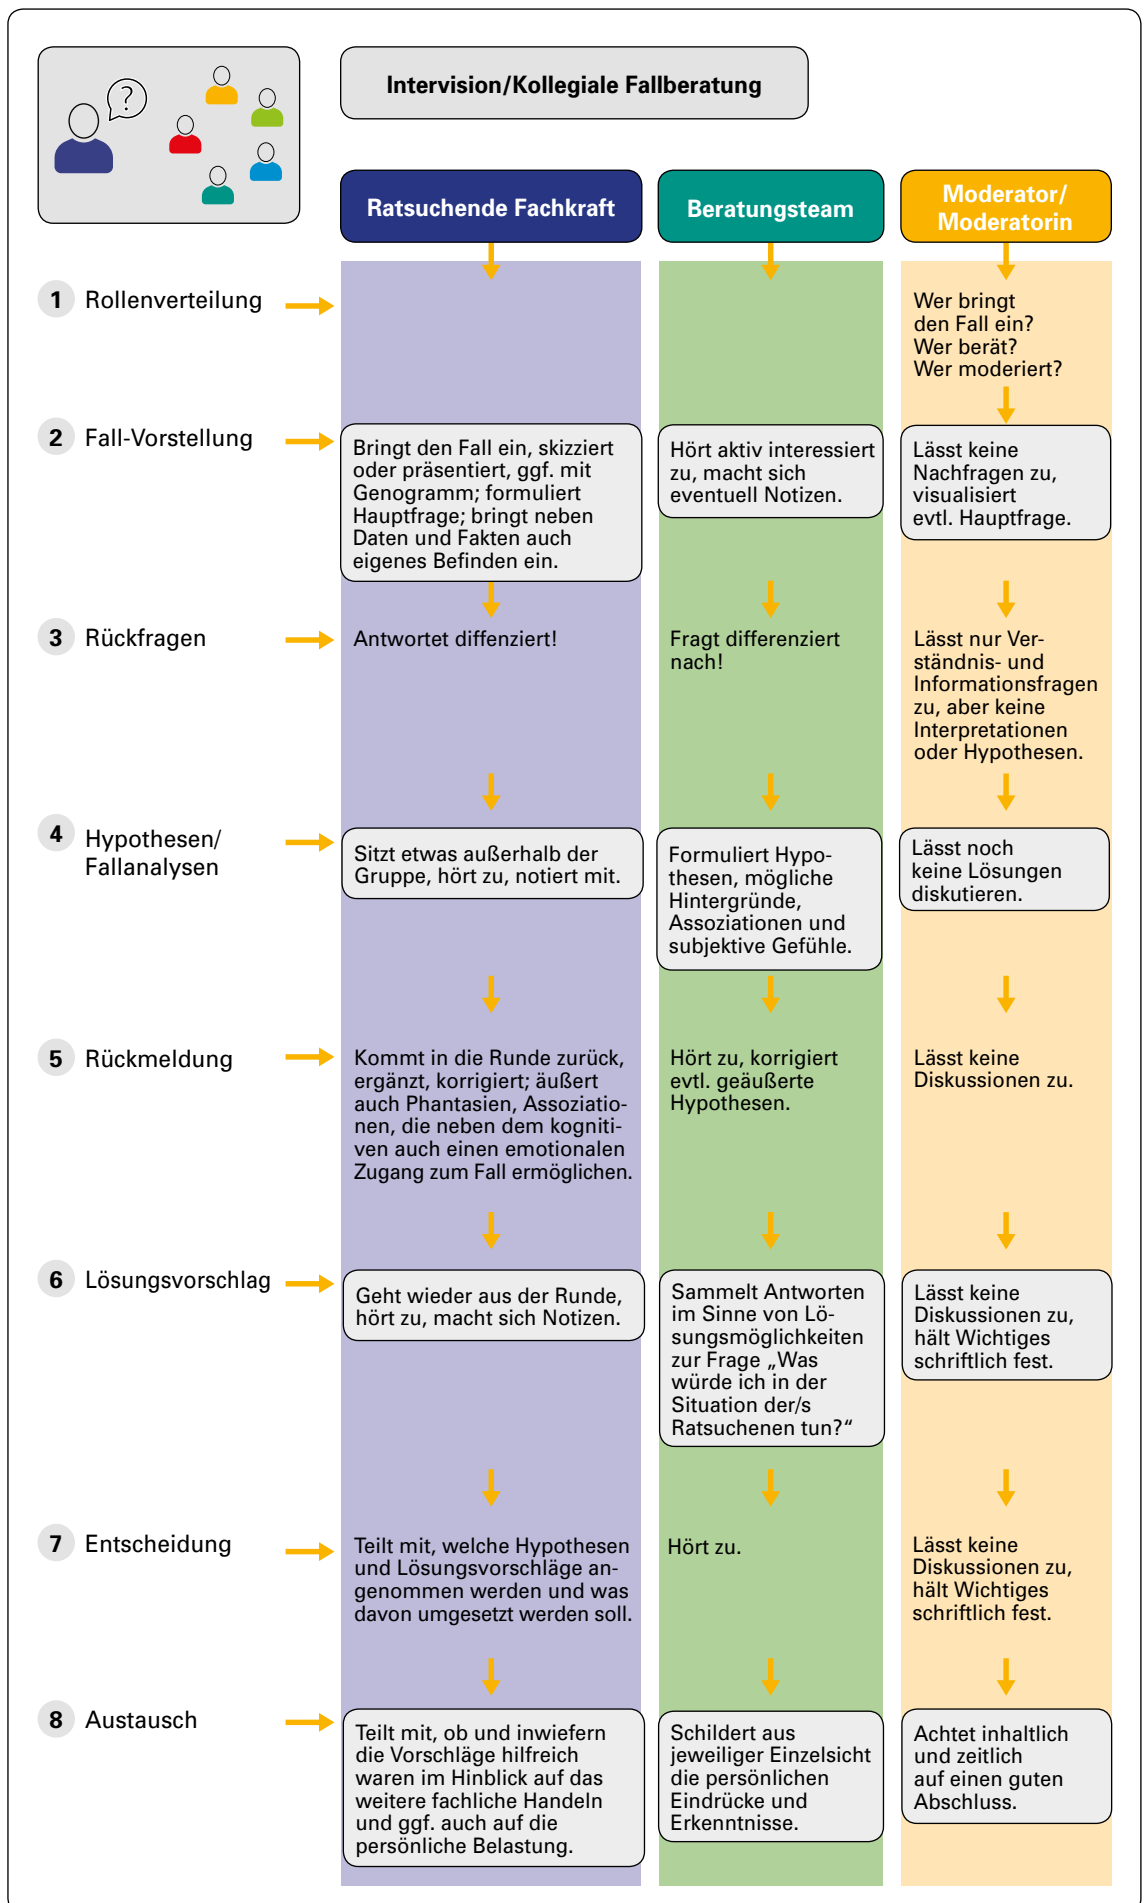 ?
Intervision/Kollegiale Fallberatung
Ratsuchende Fachkraft
Beratungsteam
Moderator/
Moderatorin
1 Rollenverteilung
Wer bringt
den Fall ein?
Wer berät?
Wer moderiert?
2 Fall-Vorstellung
Bringt den Fall ein, skizziert
oder präsentiert, ggf. mit
Genogramm; formuliert
Hauptfrage; bringt neben
Daten und Fakten auch
eigenes Befinden ein.
Hört aktiv interessiert
zu, macht sich
eventuell Notizen.
Lässt keine
Nachfragen zu,
visualisiert
evtl. Hauptfrage.
3 Rückfragen
Antwortet diffenziert!
Fragt differenziert
nach!
Lässt nur Ver-
ständnis- und
Informationsfragen
zu, aber keine
Interpretationen
oder Hypothesen.
4 Hypothesen/
Fallanalysen
Sitzt etwas außerhalb der
Gruppe, hört zu, notiert mit.
Formuliert Hypo-
thesen, mögliche
Hintergründe,
Assoziationen und
subjektive Gefühle.
Lässt noch
keine Lösungen
diskutieren.
5 Rückmeldung
Kommt in die Runde zurück,
ergänzt, korrigiert; äußert
auch Phantasien, Assoziatio-
nen, die neben dem kogniti-
ven auch einen emotionalen
Zugang zum Fall ermöglichen.
Hört zu, korrigiert
evtl. geäußerte
Hypothesen.
Lässt keine
Diskussionen zu.
6 Lösungsvorschlag
Geht wieder aus der Runde,
hört zu, macht sich Notizen.
Sammelt Antworten
im Sinne von Lö-
sungsmöglichkeiten
zur Frage „Was
würde ich in der
Situation der/s
Ratsuchenen tun?“
Lässt keine
Diskussionen zu,
hält Wichtiges
schriftlich fest.
7 Entscheidung
Teilt mit, welche Hypothesen
und Lösungsvorschläge an-
genommen werden und was
davon umgesetzt werden soll.
Hört zu.
Lässt keine
Diskussionen zu,
hält Wichtiges
schriftlich fest.
8 Austausch
Teilt mit, ob und inwiefern
die Vorschläge hilfreich
waren im Hinblick auf das
weitere fachliche Handeln
und ggf. auch auf die
persönliche Belastung.
Schildert aus
jeweiliger Einzelsicht
die persönlichen
Eindrücke und
Erkenntnisse.
Achtet inhaltlich
und zeitlich
auf einen guten
Abschluss.